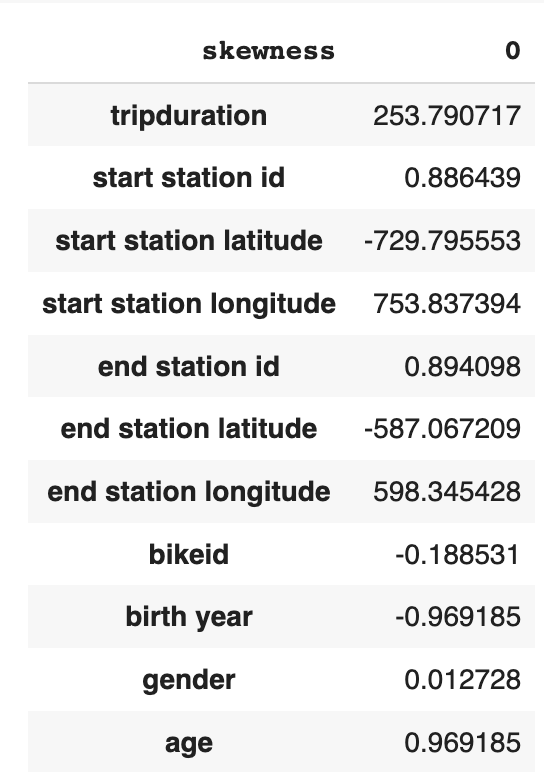 skewness 0
tripduration 253.790717
start station id 0.886439
start station latitude -729.795553
start station longitude 753.837394
end station id 0.894098
end station latitude -587.067209
end station longitude 598.345428
bikeid -0.188531
birth year -0.969185
gender 0.012728
age 0.969185